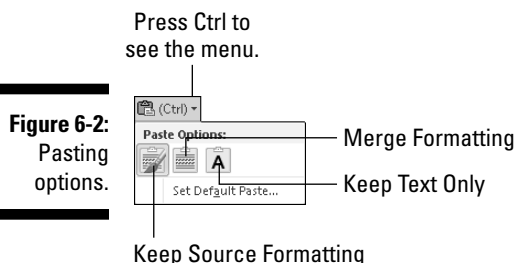 Press Ctrl to
see the menu.
Figure 6-2:
Pasting
options.
(Ctrl)
Paste Options:
A
Merge Formatting
Keep Text Only
Set Default Paste...
Keep Source Formatting